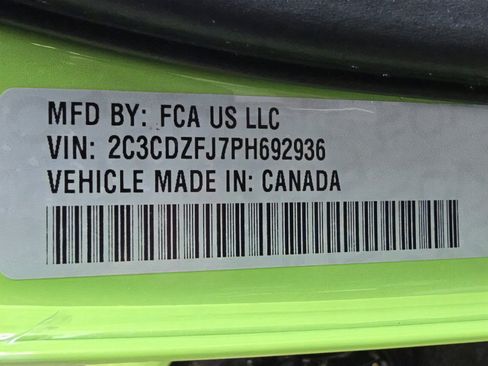 MFD BY: FCA US LLC
VIN: 2C3CDZFJ7PH692936
VEHICLE MADE IN: CANADA